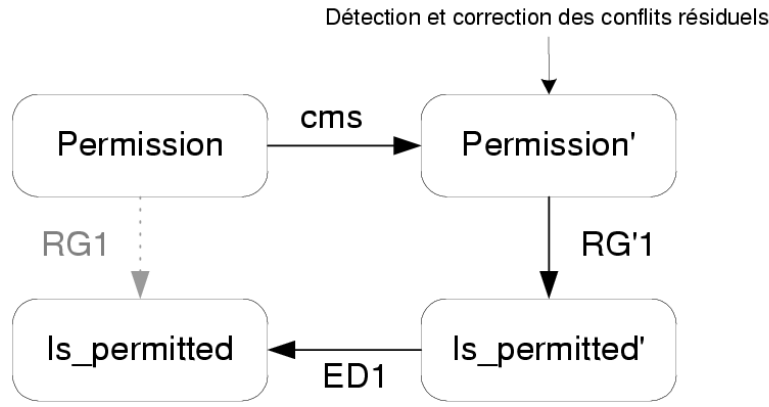 Détection et correction des conflits résiduels
Permission
cms
Permission'
RG1
RG'1
Is_permitted
ED1
Is_permitted'